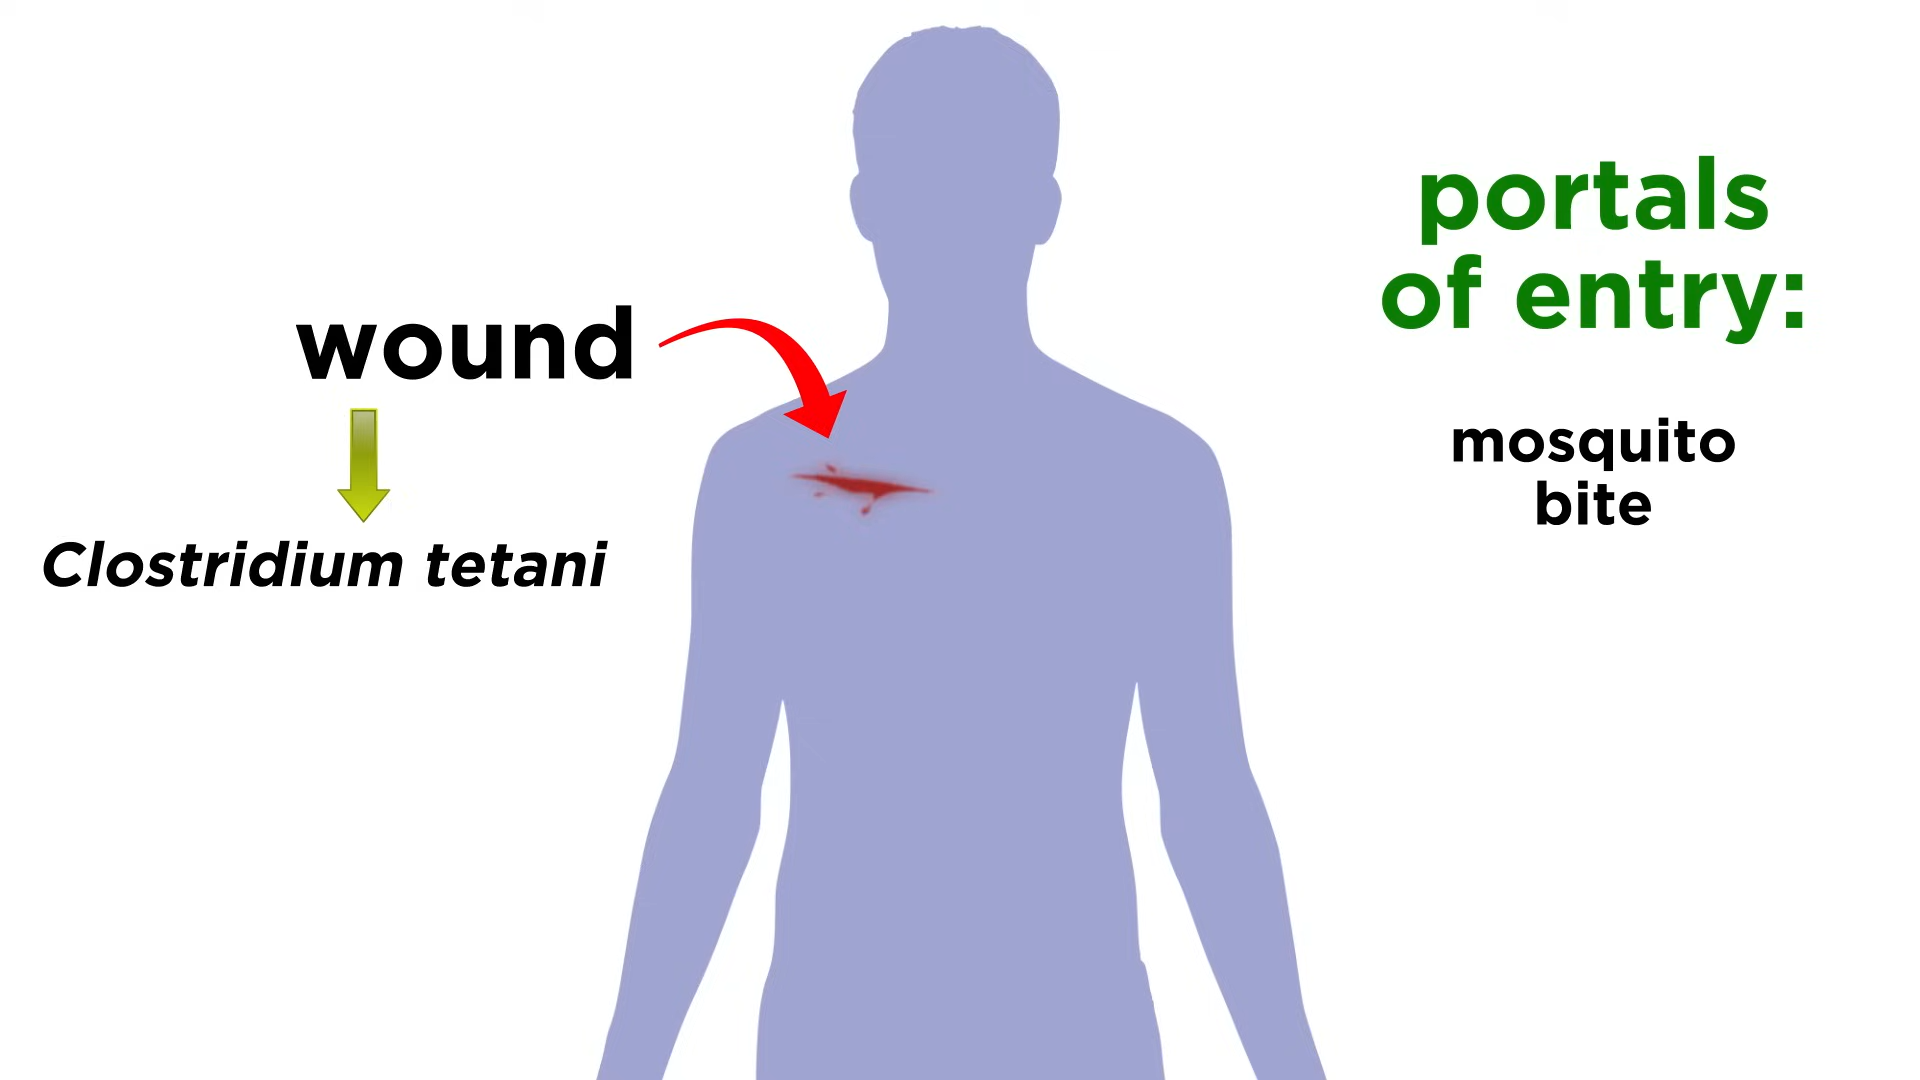 wound
Clostridium tetani
portals
of entry:
mosquito
bite